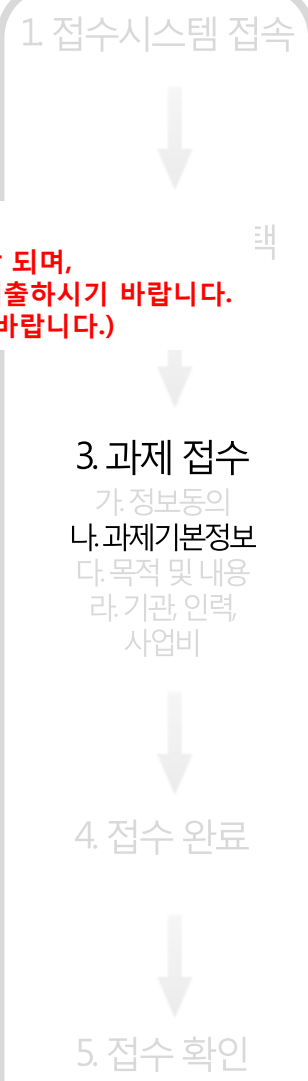 1. 접수시스템 접속
택
되며,
출하시기 바랍니다.
바랍니다.)
3. 과제 접수
가. 정보동의
나. 과제기본정보
다. 목적 및 내용
라. 기관, 인력,
사업비
4. 접수 완료
5. 접수 확인